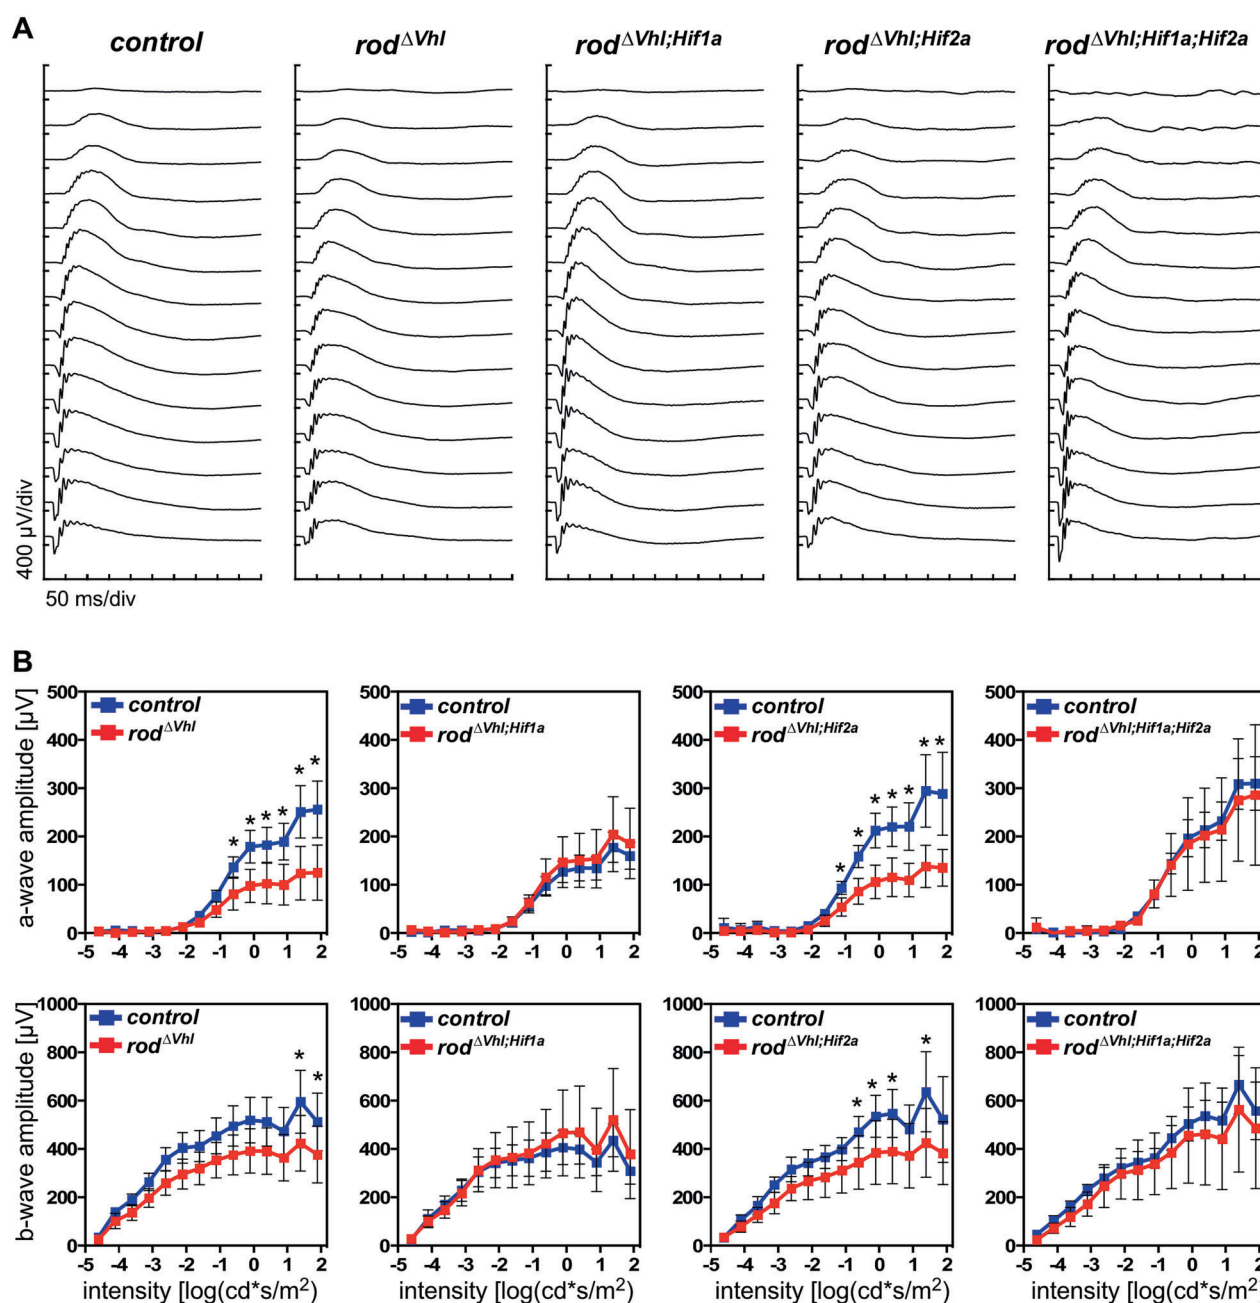 A
control rod^ΔVhl rod^ΔVhl;Hif1a rod^ΔVhl;Hif2a rod^ΔVhl;Hif1a;Hif2a
400 µV/div
50 ms/div
B
a-wave amplitude [µV]
500
400
300
200
100
0
-5 -4 -3 -2 -1 0 1 2
control
rod^ΔVhl
* * * * * *
500
400
300
200
100
0
-5 -4 -3 -2 -1 0 1 2
control
rod^ΔVhl;Hif1a
500
400
300
200
100
0
-5 -4 -3 -2 -1 0 1 2
control
rod^ΔVhl;Hif2a
* * * * * * *
500
400
300
200
100
0
-5 -4 -3 -2 -1 0 1 2
control
rod^ΔVhl;Hif1a;Hif2a
b-wave amplitude [µV]
1000
800
600
400
200
0
-5 -4 -3 -2 -1 0 1 2
control
rod^ΔVhl
* *
intensity [log(cd*s/m²)
1000
800
600
400
200
0
-5 -4 -3 -2 -1 0 1 2
control
rod^ΔVhl;Hif1a
intensity [log(cd*s/m²)
1000
800
600
400
200
0
-5 -4 -3 -2 -1 0 1 2
control
rod^ΔVhl;Hif2a
* * * *
intensity [log(cd*s/m²)
1000
800
600
400
200
0
-5 -4 -3 -2 -1 0 1 2
control
rod^ΔVhl;Hif1a;Hif2a
intensity [log(cd*s/m²)